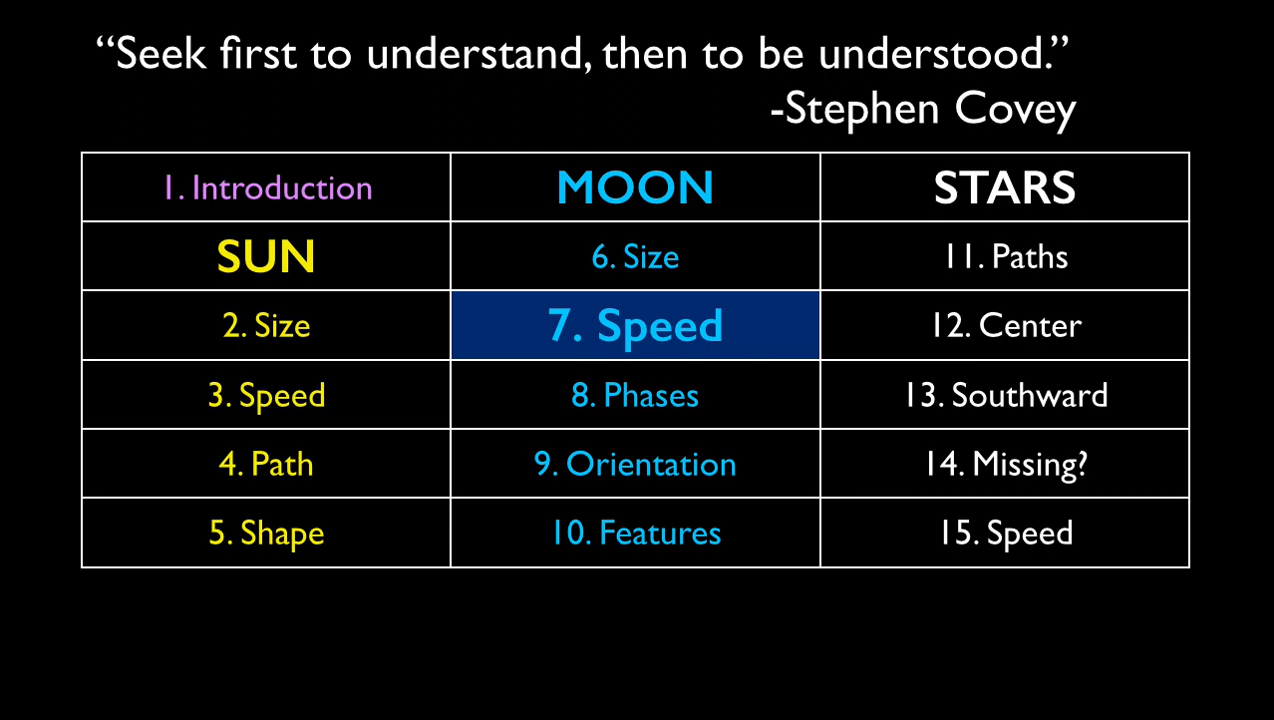 “Seek first to understand, then to be understood.”
-Stephen Covey
1. Introduction MOON STARS
SUN 6. Size 11. Paths
2. Size 7. Speed 12. Center
3. Speed 8. Phases 13. Southward
4. Path 9. Orientation 14. Missing?
5. Shape 10. Features 15. Speed